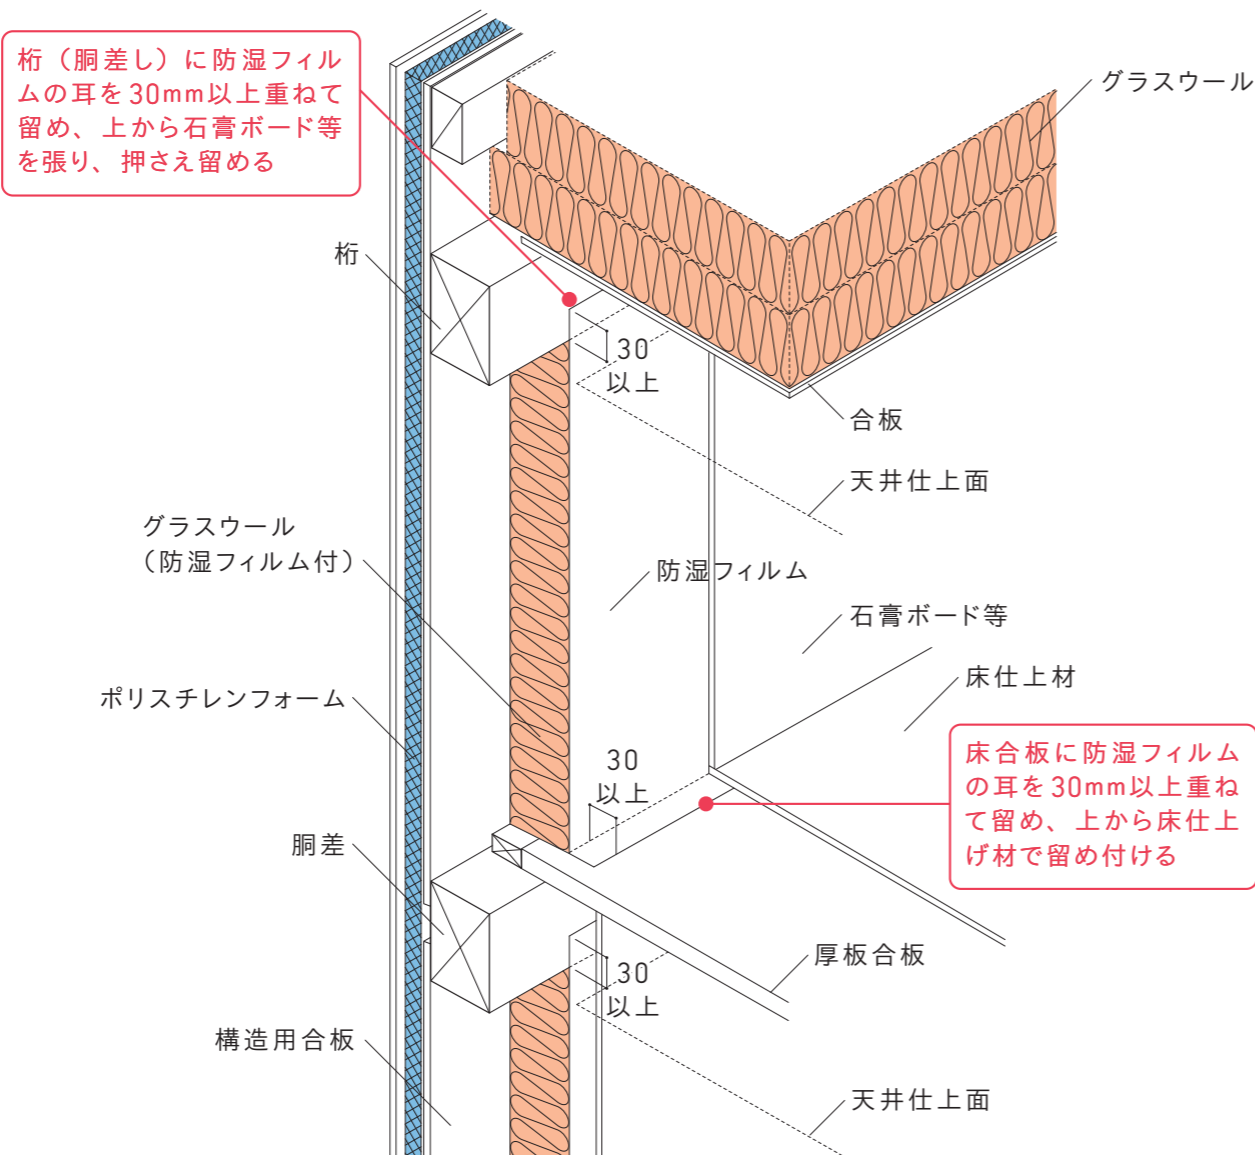 桁（胴差し）に防湿フィル
ムの耳を30mm以上重ねて
留め、上から石膏ボード等
を張り、押さえ留める
グラスウール
桁
30
以上
合板
天井仕上面
グラスウール
（防湿フィルム付）
防湿フィルム
石膏ボード等
床仕上材
ポリスチレンフォーム
30
以上
床合板に防湿フィルム
の耳を30mm以上重ね
て留め、上から床仕上
げ材で留め付ける
胴差
厚板合板
30
以上
構造用合板
天井仕上面